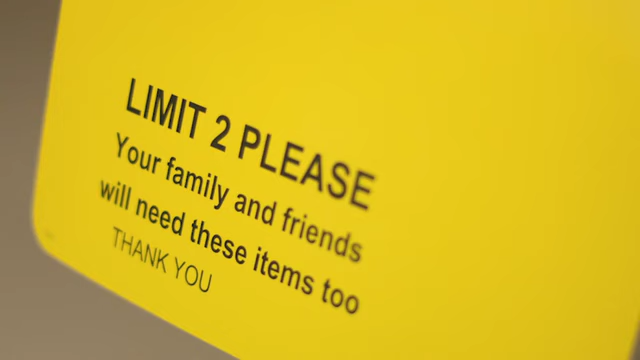 LIMIT 2 PLEASE
Your family and friends
will need these items too
THANK YOU